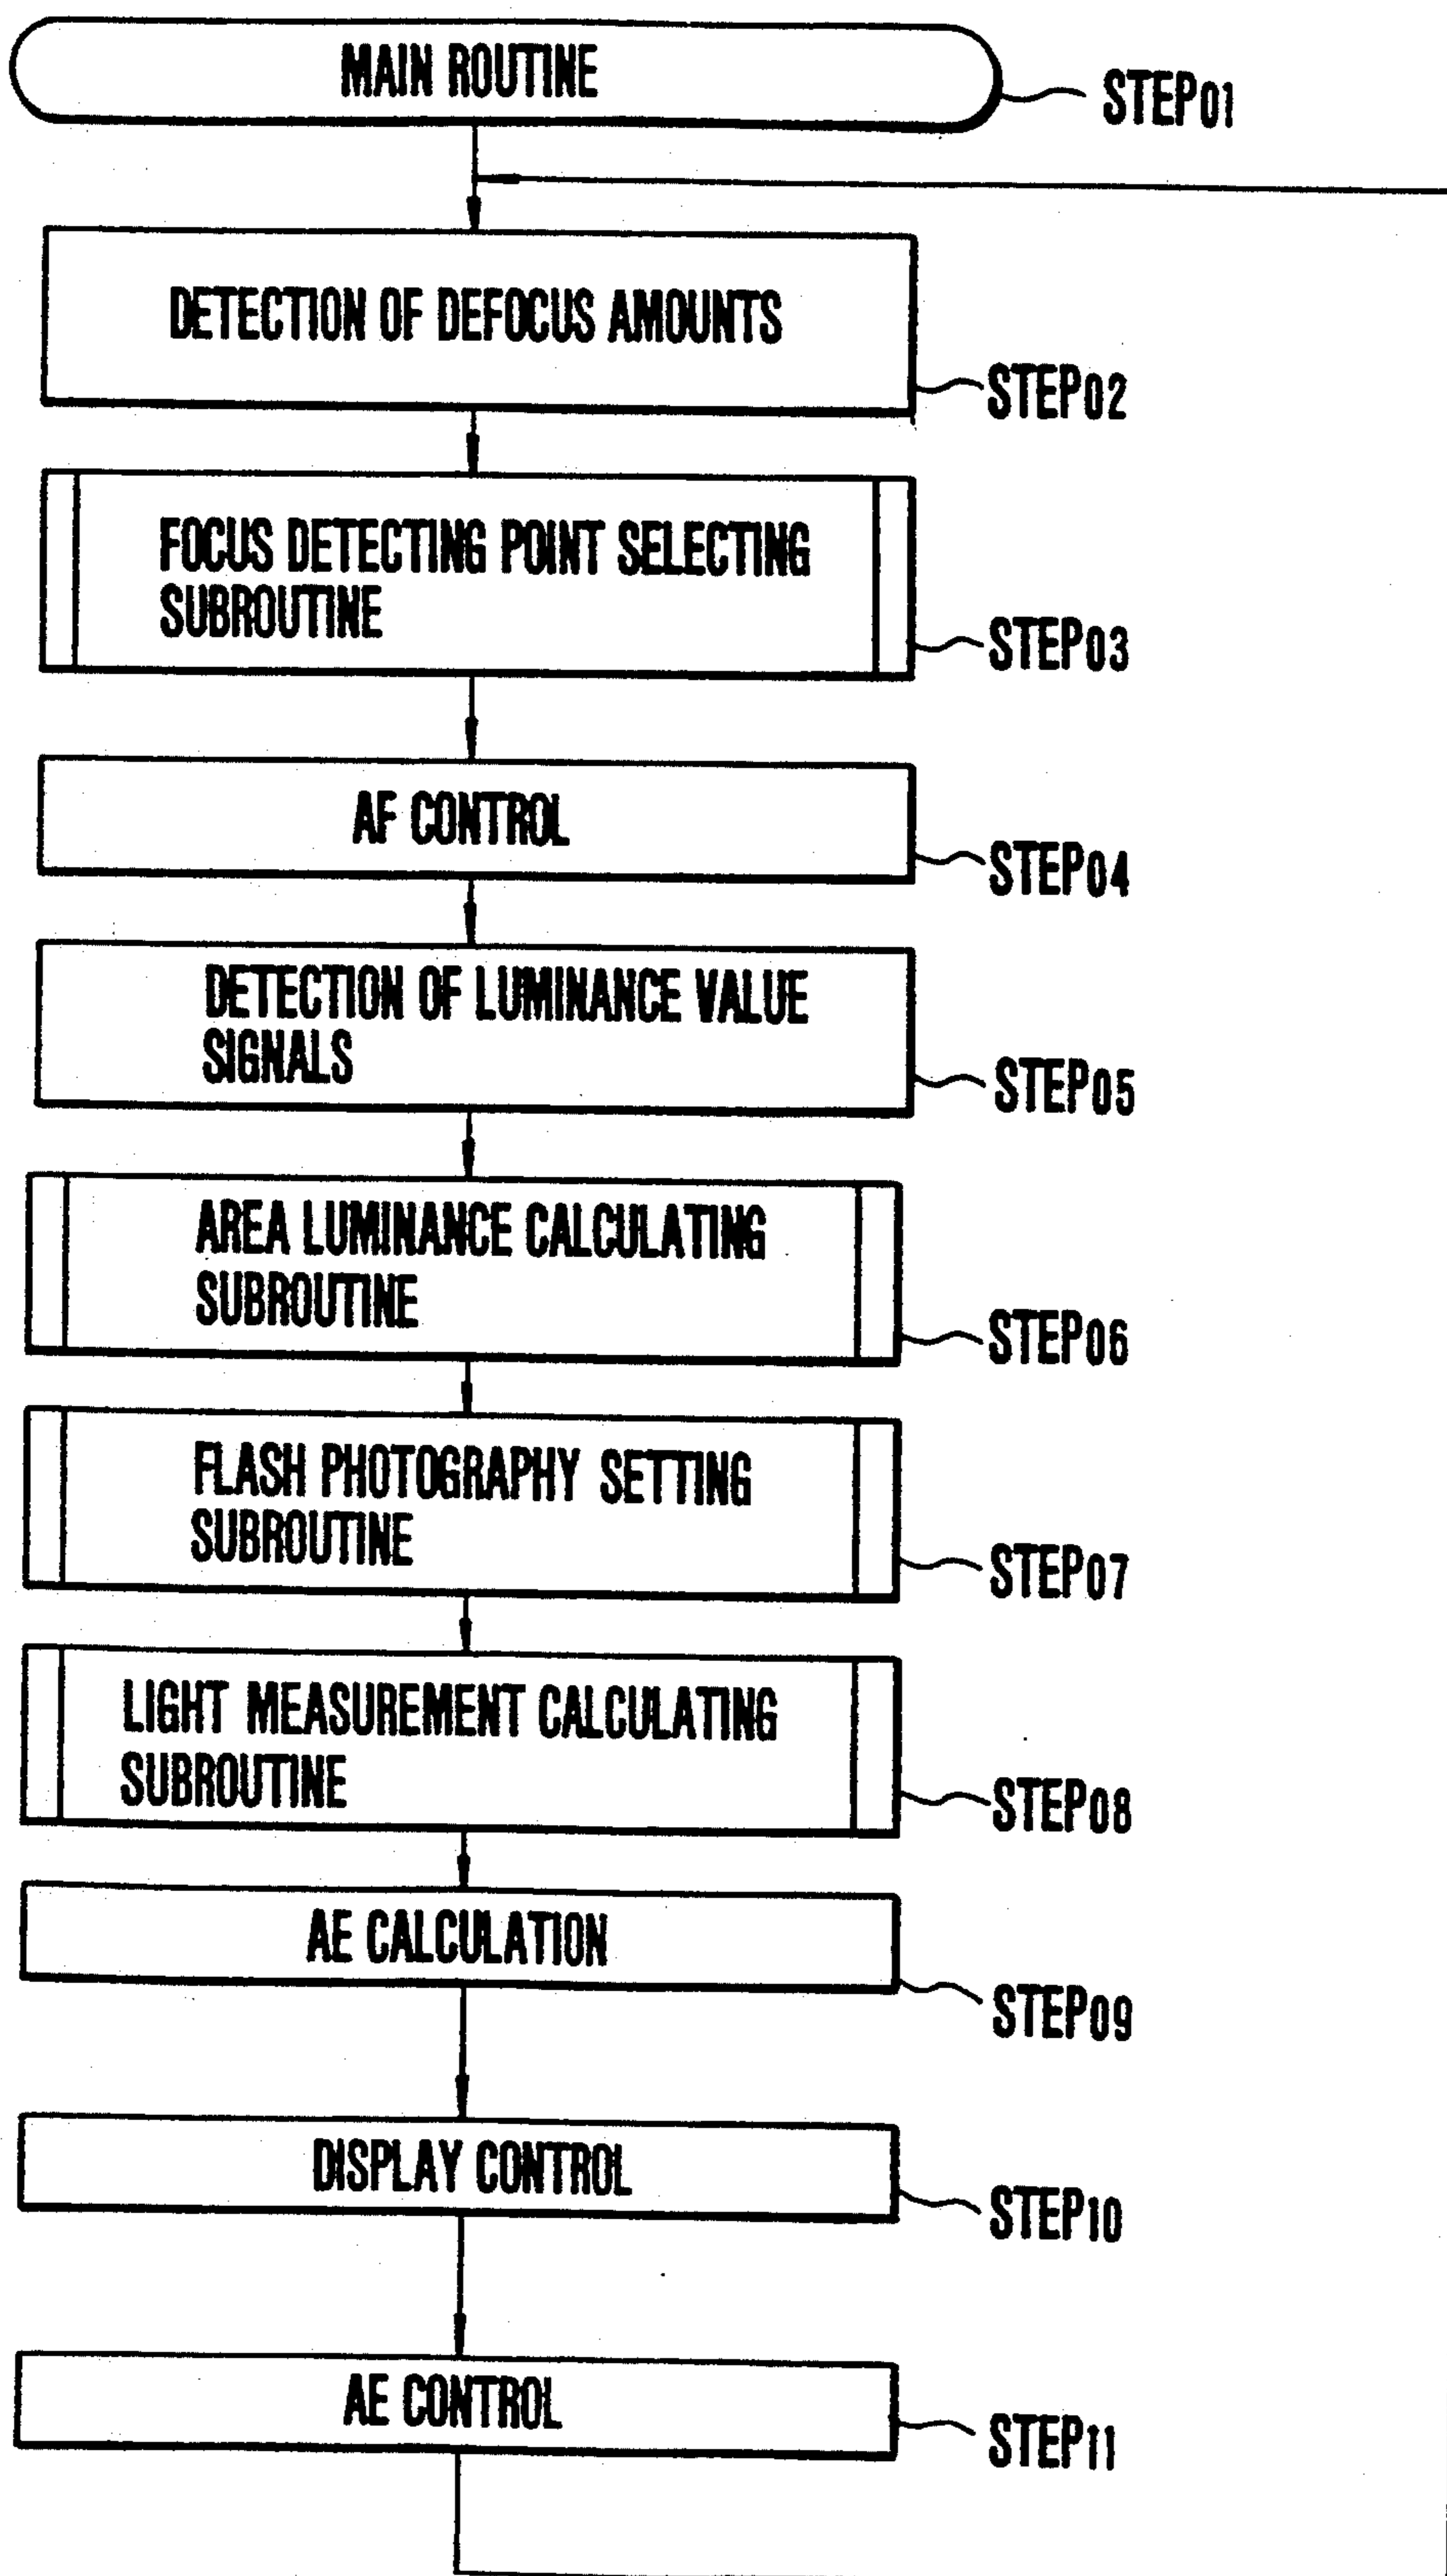 MAIN ROUTINE
STEP01
DETECTION OF DEFOCUS AMOUNTS
STEP02
FOCUS DETECTING POINT SELECTING
SUBROUTINE
STEP03
AF CONTROL
STEP04
DETECTION OF LUMINANCE VALUE
SIGNALS
STEP05
AREA LUMINANCE CALCULATING
SUBROUTINE
STEP06
FLASH PHOTOGRAPHY SETTING
SUBROUTINE
STEP07
LIGHT MEASUREMENT CALCULATING
SUBROUTINE
STEP08
AE CALCULATION
STEP09
DISPLAY CONTROL
STEP10
AE CONTROL
STEP11